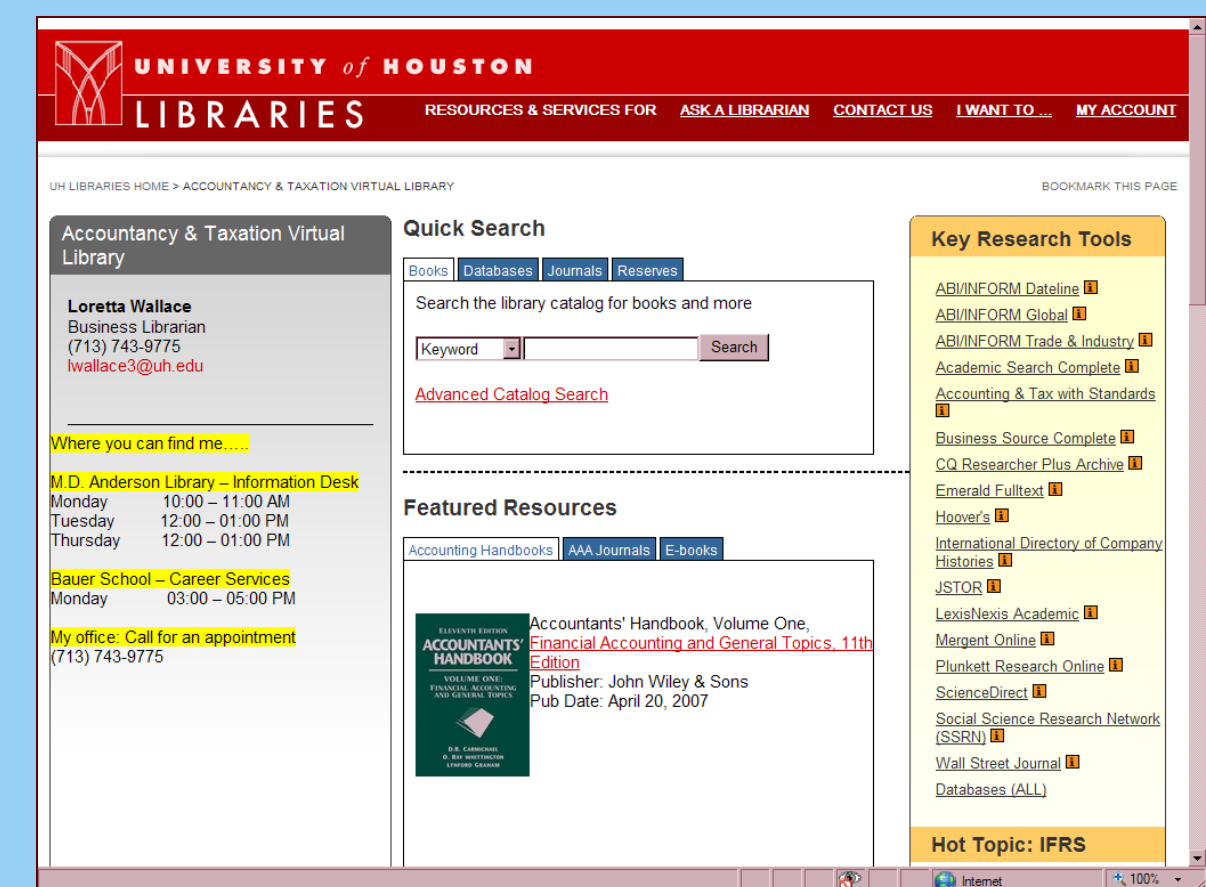 UNIVERSITY of HOUSTON
LIBRARIES
RESOURCES & SERVICES FOR ASK A LIBRARIAN CONTACT US I WANT TO ... MY ACCOUNT
UH LIBRARIES HOME > ACCOUNTANCY & TAXATION VIRTUAL LIBRARY
BOOKMARK THIS PAGE
Accountancy & Taxation Virtual
Library
Loretta Wallace
Business Librarian
(713) 743-9775
lwallace3@uh.edu
Where you can find me.....
M.D. Anderson Library – Information Desk
Monday 10:00 – 11:00 AM
Tuesday 12:00 – 01:00 PM
Thursday 12:00 – 01:00 PM
Bauer School – Career Services
Monday 03:00 – 05:00 PM
My office: Call for an appointment
(713) 743-9775
Quick Search
Books Databases Journals Reserves
Search the library catalog for books and more
Keyword Search
Advanced Catalog Search
Featured Resources
Accounting Handbooks AAA Journals E-books
ELEVENTH EDITION
ACCOUNTANTS'
HANDBOOK
VOLUME ONE:
FINANCIAL ACCOUNTING
AND GENERAL TOPICS
D.R. CARMICHAEL
O. RAY WHITTINGTON
LYNFORD GRAHAM
Accountants' Handbook, Volume One,
Financial Accounting and General Topics, 11th
Edition
Publisher: John Wiley & Sons
Pub Date: April 20, 2007
Key Research Tools
ABI/INFORM Dateline i
ABI/INFORM Global i
ABI/INFORM Trade & Industry i
Academic Search Complete i
Accounting & Tax with Standards
i
Business Source Complete i
CQ Researcher Plus Archive i
Emerald Fulltext i
Hoover's i
International Directory of Company
Histories i
JSTOR i
LexisNexis Academic i
Mergent Online i
Plunkett Research Online i
ScienceDirect i
Social Science Research Network
(SSRN) i
Wall Street Journal i
Databases (ALL)
Hot Topic: IFRS
Internet 100%